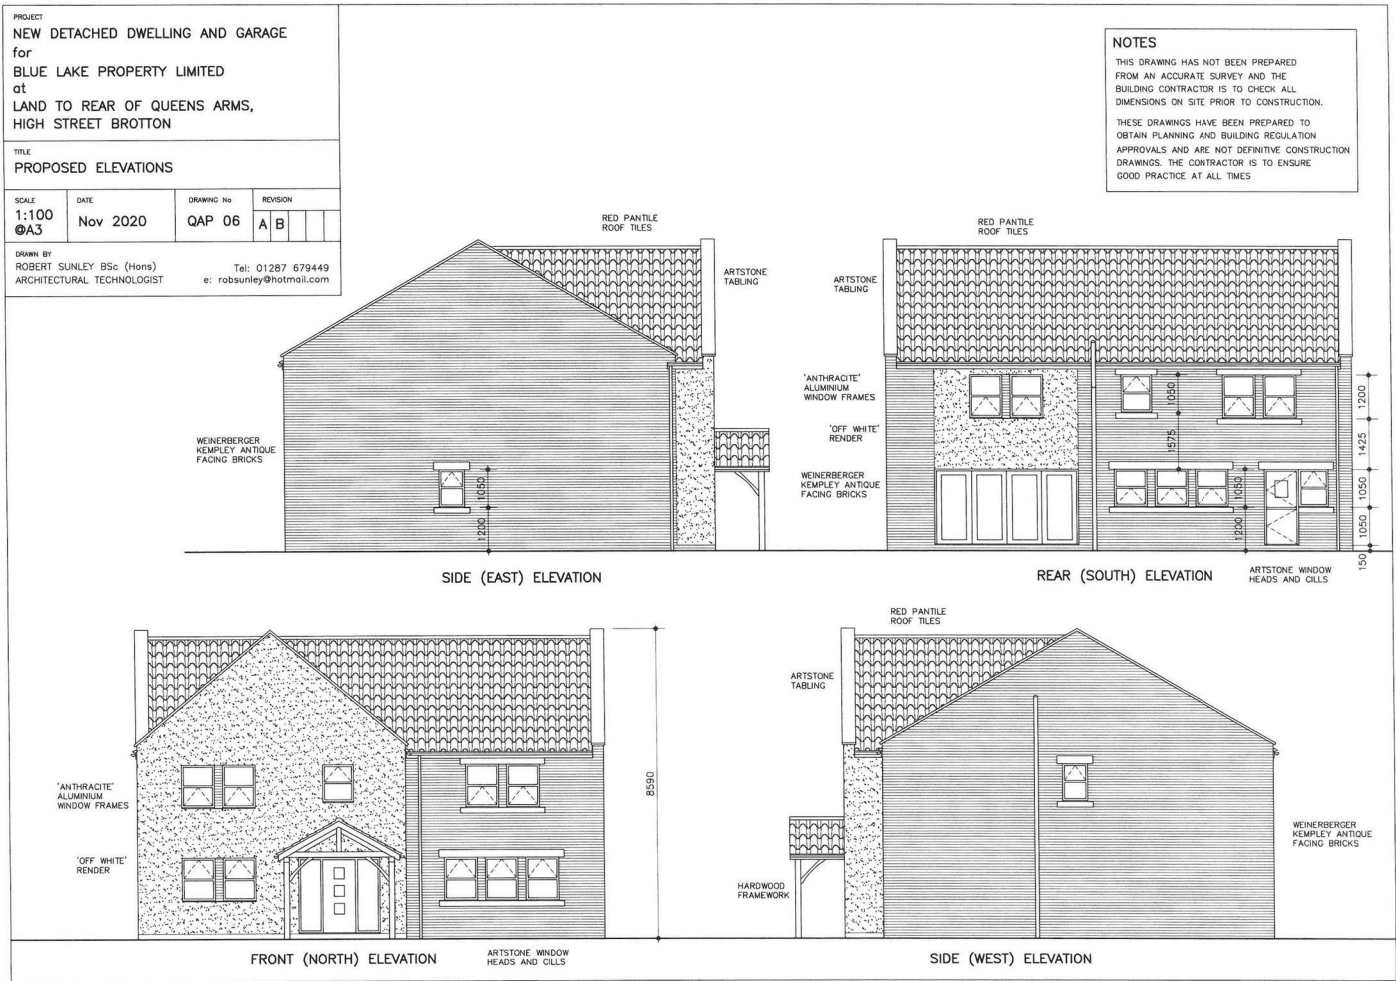 PROJECT
NEW DETACHED DWELLING AND GARAGE
for
BLUE LAKE PROPERTY LIMITED
at
LAND TO REAR OF QUEENS ARMS,
HIGH STREET BROTTON
TITLE
PROPOSED ELEVATIONS
SCALE
1:100
@A3
DATE
Nov 2020
DRAWING No
QAP 06
REVISION
A B
DRAWN BY
ROBERT SUNLEY BSc (Hons)
ARCHITECTURAL TECHNOLOGIST
Tel: 01287 679449
e: robsunley@hotmail.com
NOTES
THIS DRAWING HAS NOT BEEN PREPARED
FROM AN ACCURATE SURVEY AND THE
BUILDING CONTRACTOR IS TO CHECK ALL
DIMENSIONS ON SITE PRIOR TO CONSTRUCTION.
THESE DRAWINGS HAVE BEEN PREPARED TO
OBTAIN PLANNING AND BUILDING REGULATION
APPROVALS AND ARE NOT DEFINITIVE CONSTRUCTION
DRAWINGS. THE CONTRACTOR IS TO ENSURE
GOOD PRACTICE AT ALL TIMES
RED PANTILE
ROOF TILES
ARTSTONE
TABLING
WEINERBERGER
KEMPLEY ANTIQUE
FACING BRICKS
1050
1200
SIDE (EAST) ELEVATION
RED PANTILE
ROOF TILES
ARTSTONE
TABLING
'ANTHRACITE'
ALUMINIUM
WINDOW FRAMES
'OFF WHITE'
RENDER
WEINERBERGER
KEMPLEY ANTIQUE
FACING BRICKS
1050
1575
1050
1200
1200
1425
1050
1050
150
REAR (SOUTH) ELEVATION
ARTSTONE WINDOW
HEADS AND CILLS
'ANTHRACITE'
ALUMINIUM
WINDOW FRAMES
'OFF WHITE'
RENDER
8590
FRONT (NORTH) ELEVATION
ARTSTONE WINDOW
HEADS AND CILLS
RED PANTILE
ROOF TILES
ARTSTONE
TABLING
HARDWOOD
FRAMEWORK
WEINERBERGER
KEMPLEY ANTIQUE
FACING BRICKS
SIDE (WEST) ELEVATION